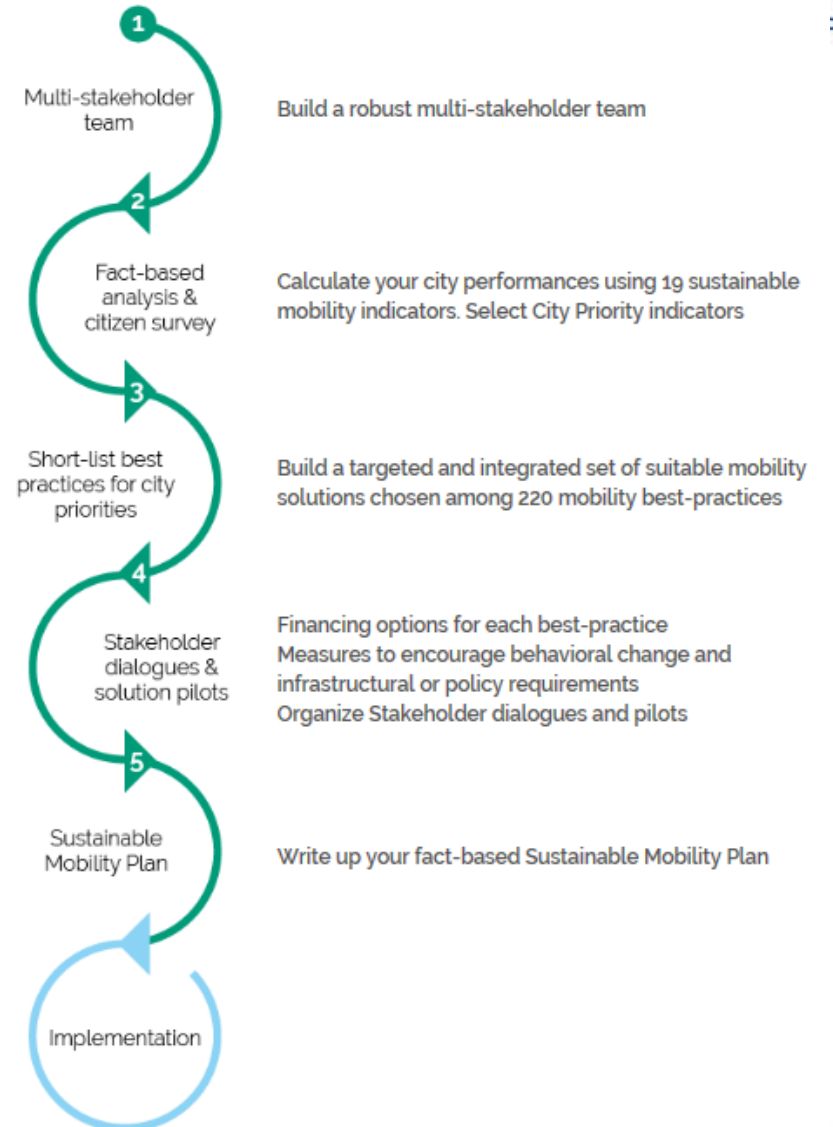 1
Multi-stakeholder
team
Build a robust multi-stakeholder team
2
Fact-based
analysis &
citizen survey
Calculate your city performances using 19 sustainable
mobility indicators. Select City Priority indicators
3
Short-list best
practices for city
priorities
Build a targeted and integrated set of suitable mobility
solutions chosen among 220 mobility best-practices
4
Stakeholder
dialogues &
solution pilots
Financing options for each best-practice
Measures to encourage behavioral change and
infrastructural or policy requirements
Organize Stakeholder dialogues and pilots
5
Sustainable
Mobility Plan
Write up your fact-based Sustainable Mobility Plan
Implementation